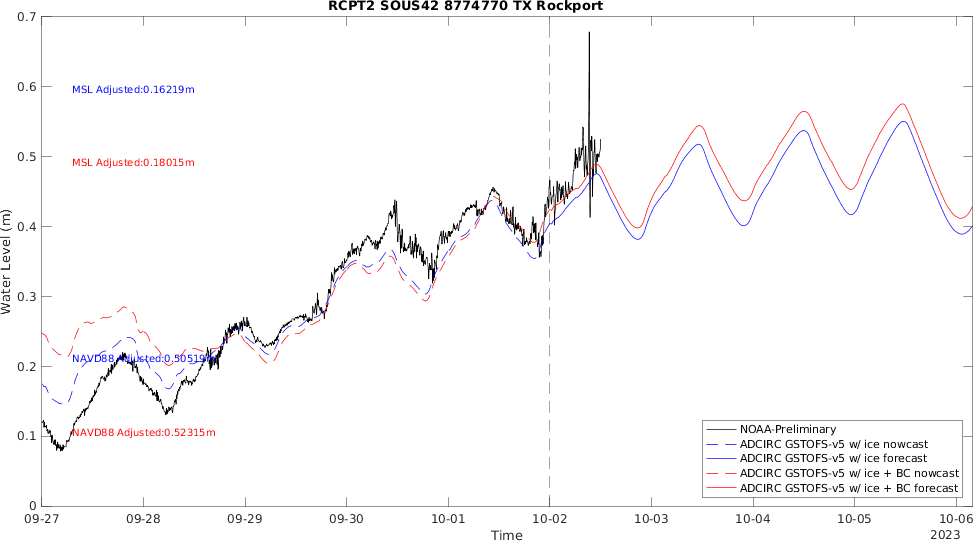 RCPT2 SOUS42 8774770 TX Rockport
0.7
0.6
0.5
0.4
0.3
0.2
0.1
0
Water Level (m)
MSL Adjusted:0.16219m
MSL Adjusted:0.18015m
NAVD88 Adjusted:0.50519m
NAVD88 Adjusted:0.52315m
NOAA-Preliminary
ADCIRC GSTOFS-v5 w/ ice nowcast
ADCIRC GSTOFS-v5 w/ ice forecast
ADCIRC GSTOFS-v5 w/ ice + BC nowcast
ADCIRC GSTOFS-v5 w/ ice + BC forecast
09-27 09-28 09-29 09-30 10-01 10-02 10-03 10-04 10-05 10-06
Time
2023